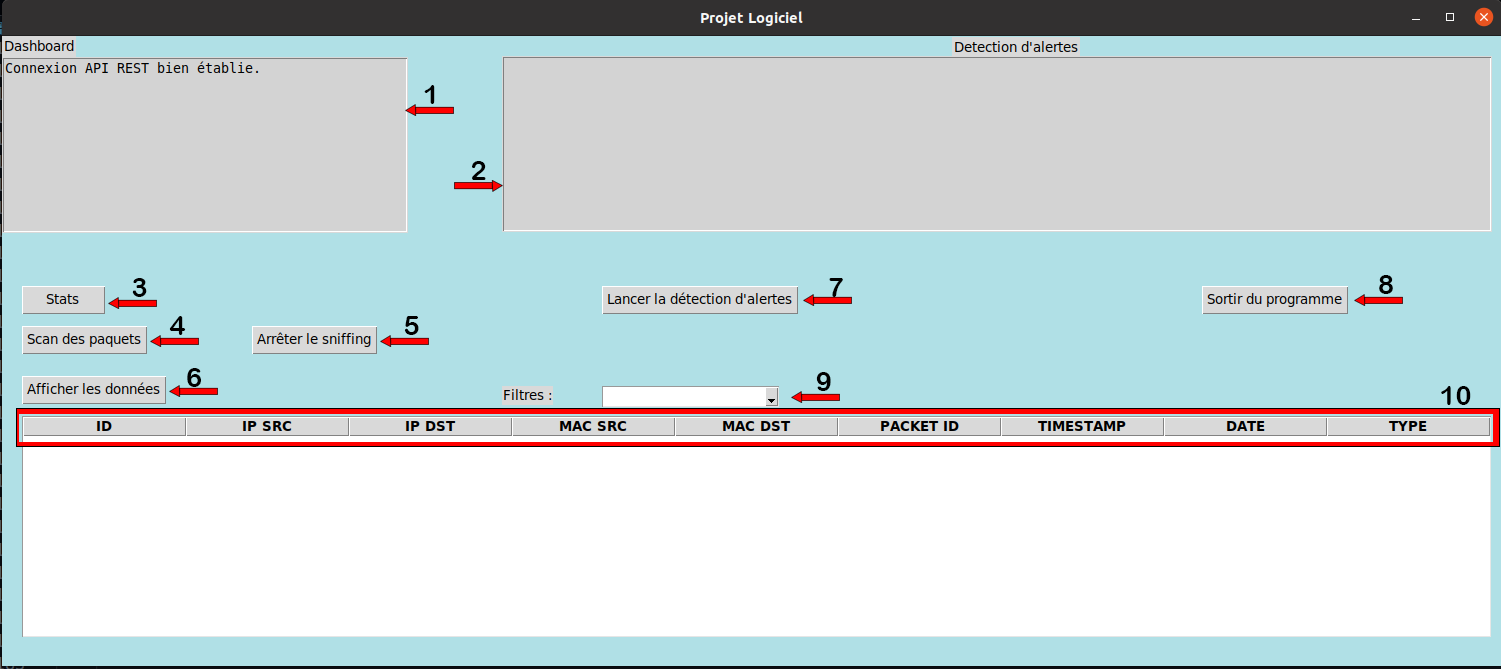 Projet Logiciel
Dashboard
Detection d'alertes
Connexion API REST bien établie.
1
2
3
Stats
7
Lancer la détection d'alertes
8
Sortir du programme
4
Scan des paquets
5
Arrêter le sniffing
6
Afficher les données
Filtres :
9
10
ID IP SRC IP DST MAC SRC MAC DST PACKET ID TIMESTAMP DATE TYPE